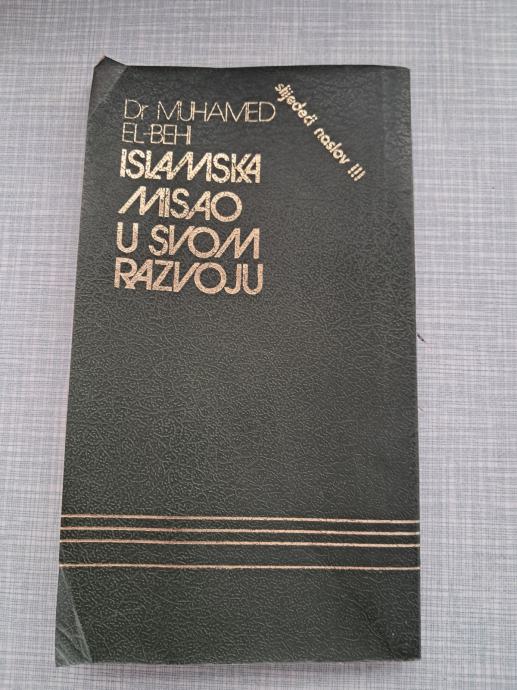 Dr MUHAMED
EL-BEHI
ISLAMSKA
MISAO
U SVOM
RAZVOJU
slijedeći naslov !!!